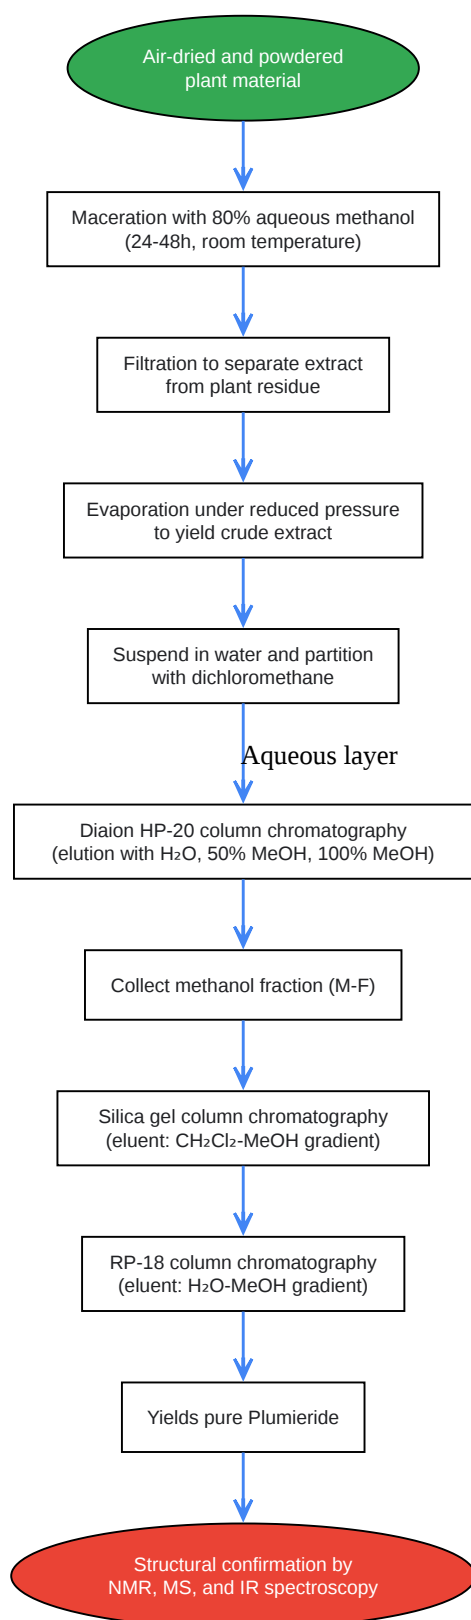 Air-dried and powdered
plant material
Maceration with 80% aqueous methanol
(24-48h, room temperature)
Filtration to separate extract
from plant residue
Evaporation under reduced pressure
to yield crude extract
Suspend in water and partition
with dichloromethane
Aqueous layer
Diaion HP-20 column chromatography
(elution with H₂O, 50% MeOH, 100% MeOH)
Collect methanol fraction (M-F)
Silica gel column chromatography
(eluent: CH₂Cl₂-MeOH gradient)
RP-18 column chromatography
(eluent: H₂O-MeOH gradient)
Yields pure Plumieride
Structural confirmation by
NMR, MS, and IR spectroscopy